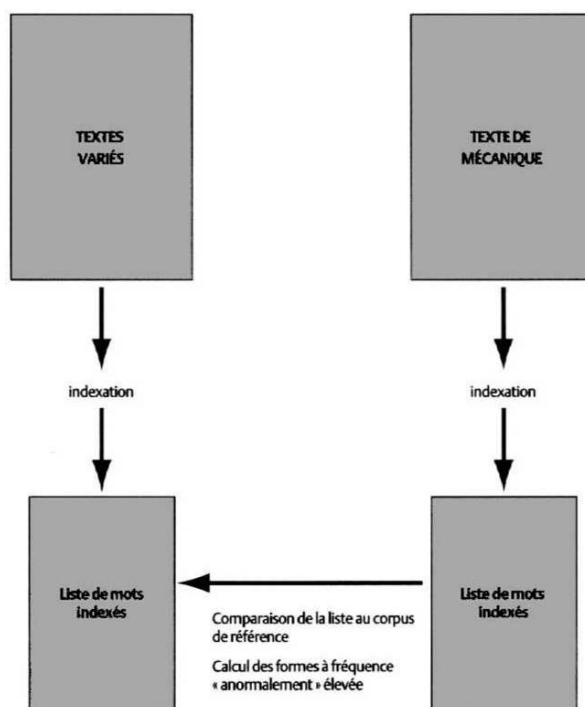 TEXTES
VARIÉS
TEXTE DE
MÉCANIQUE
indexation
indexation
Liste de mots
indexés
Liste de mots
indexés
Comparaison de la liste au corpus
de référence
Calcul des formes à fréquence
« anormalement » élevée